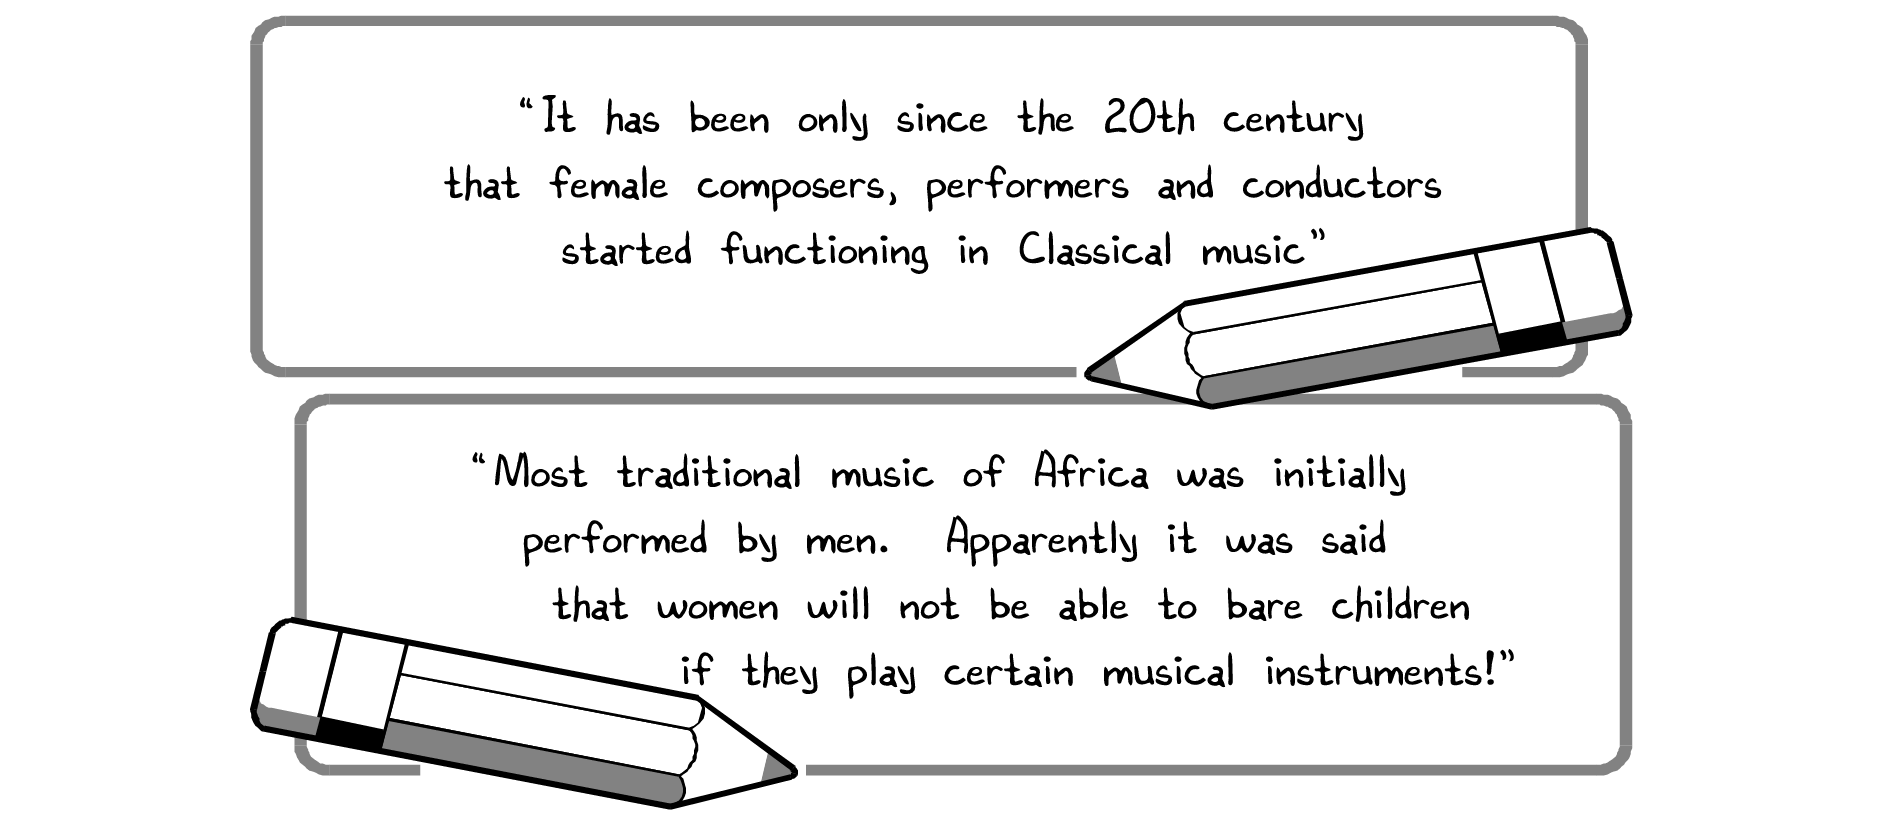 “It has been only since the 20th century
that female composers, performers and conductors
started functioning in Classical music”
“Most traditional music of Africa was initially
performed by men. Apparently it was said
that women will not be able to bare children
if they play certain musical instruments!”